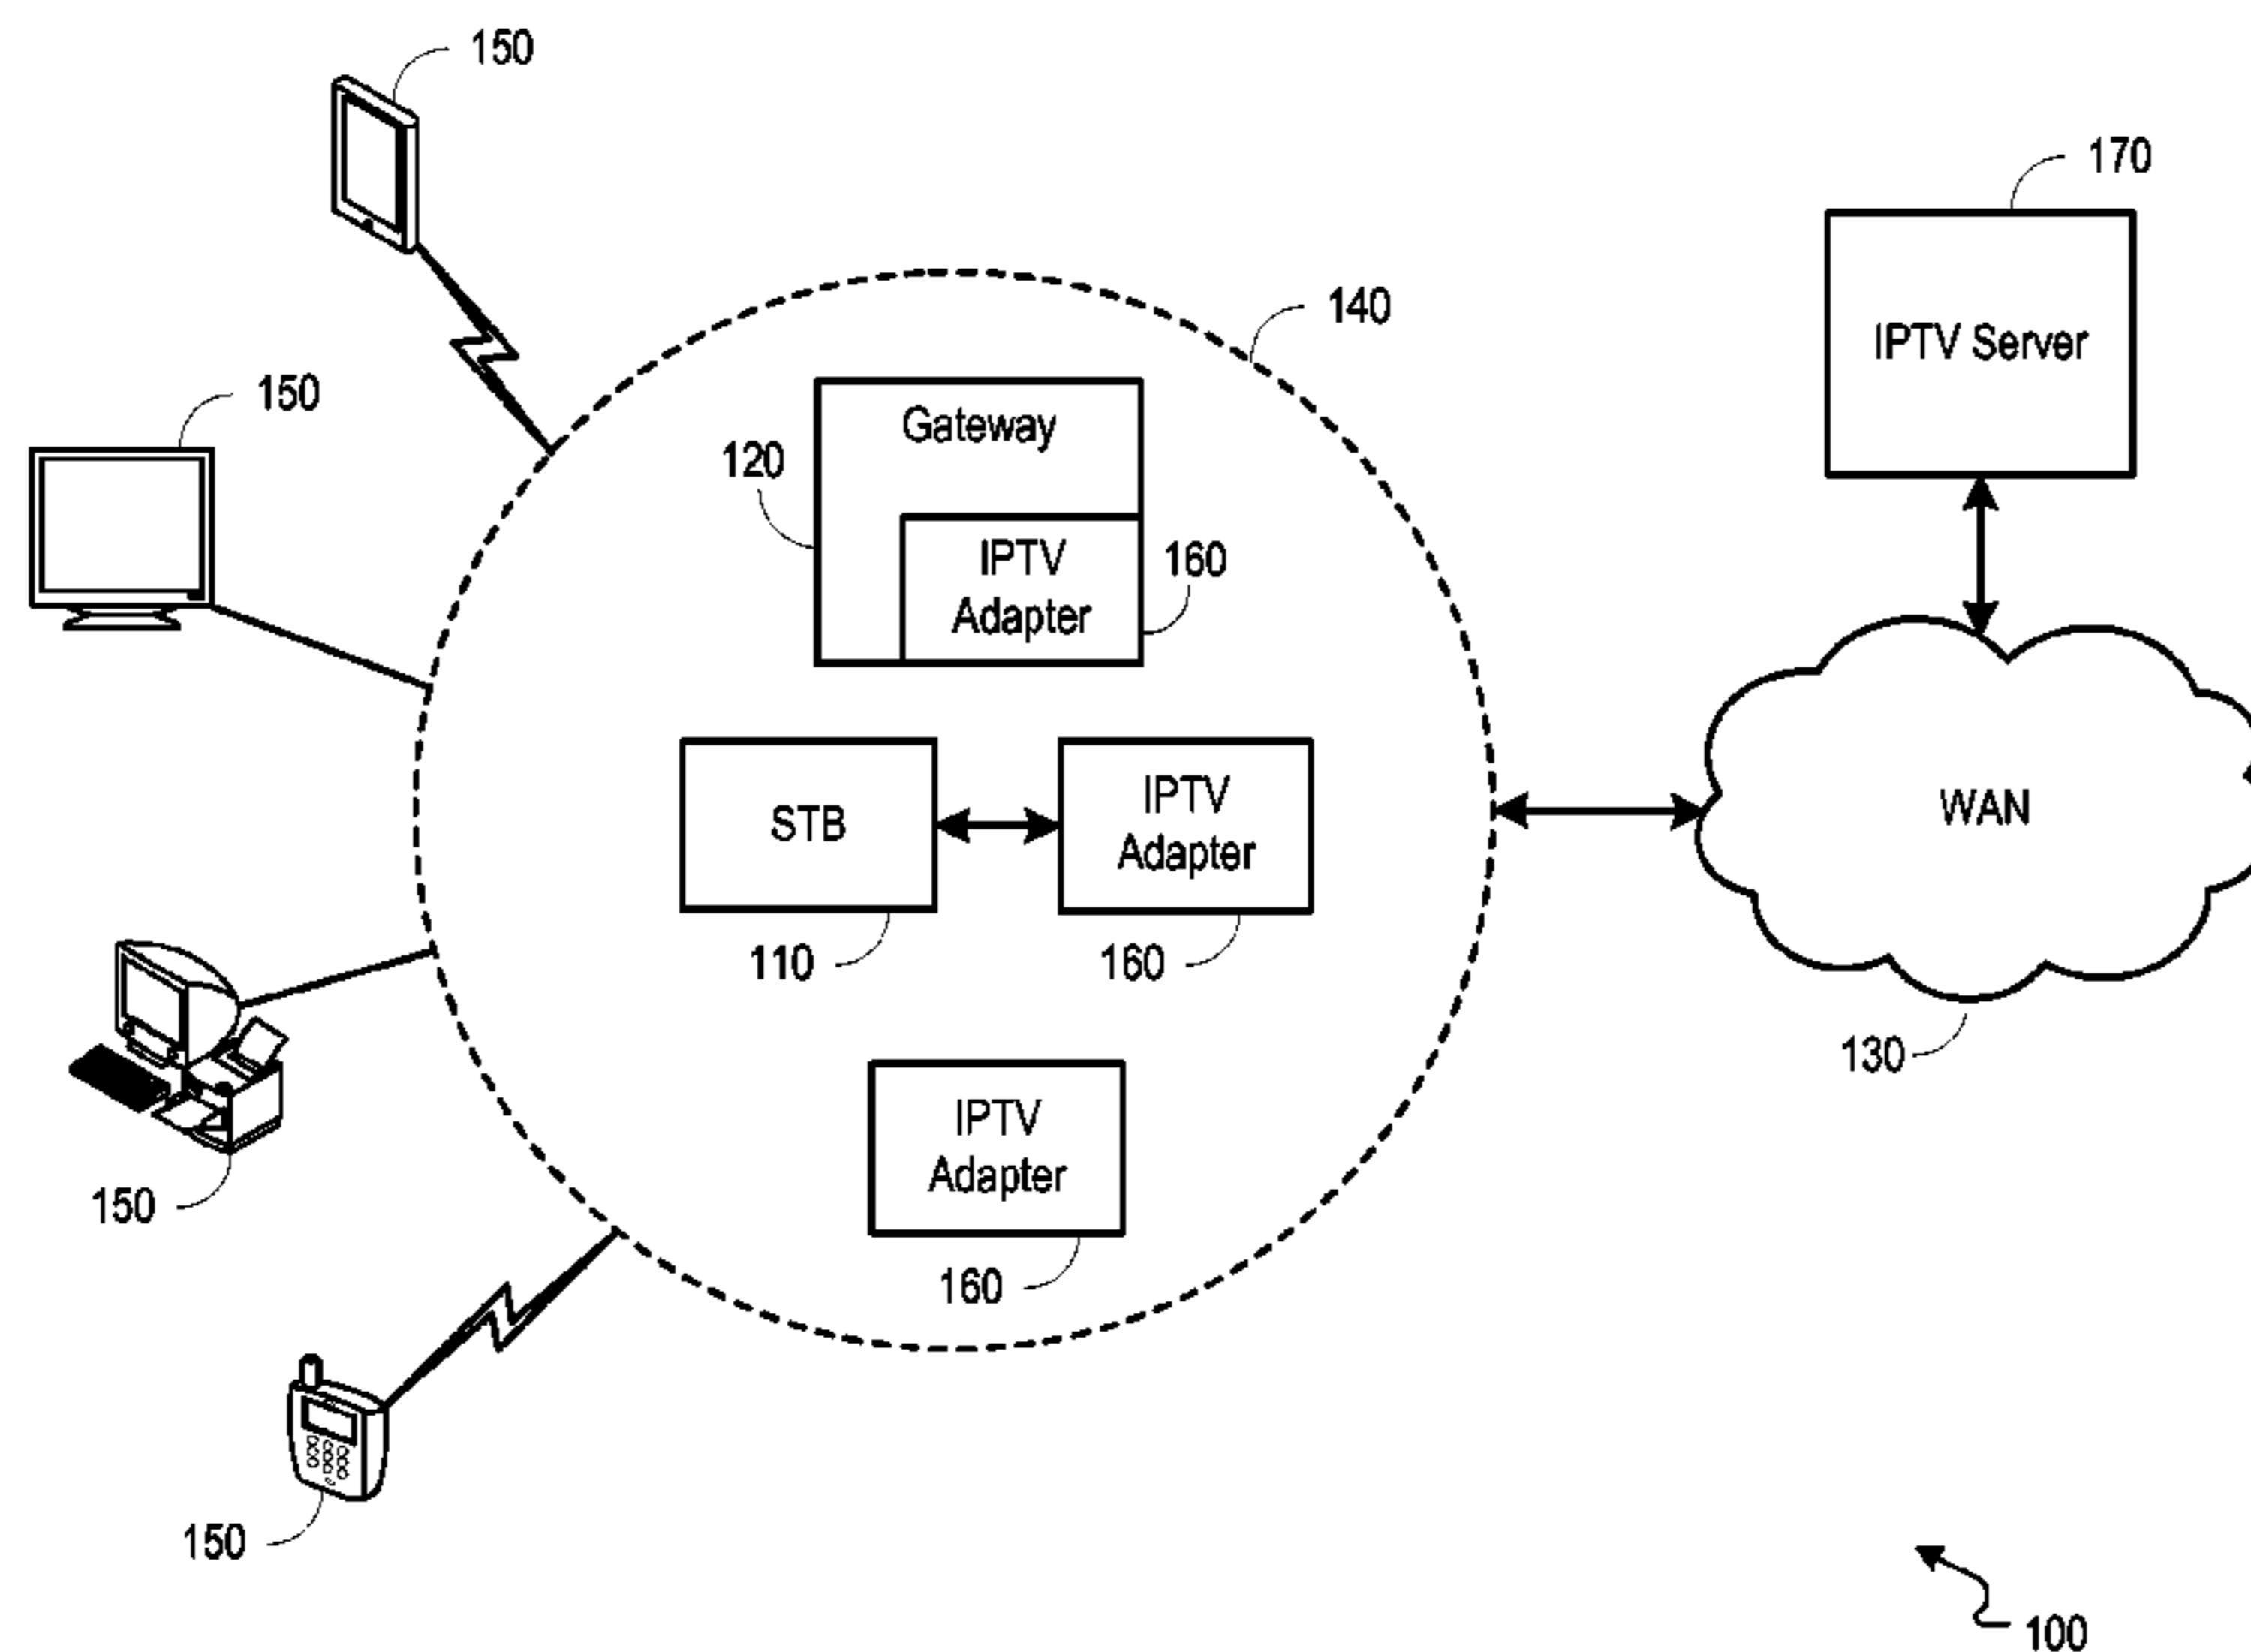 150
170
140
150
IPTV Server
Gateway
120
IPTV
Adapter
160
STB
IPTV
Adapter
WAN
110
160
130
IPTV
Adapter
150
160
150
100